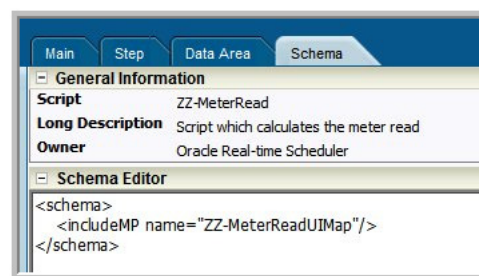 Main Step Data Area Schema
General Information
Script ZZ-MeterRead
Long Description Script which calculates the meter read
Owner Oracle Real-time Scheduler
Schema Editor
<schema>
<includeMP name="ZZ-MeterReadUIMap"/>
</schema>